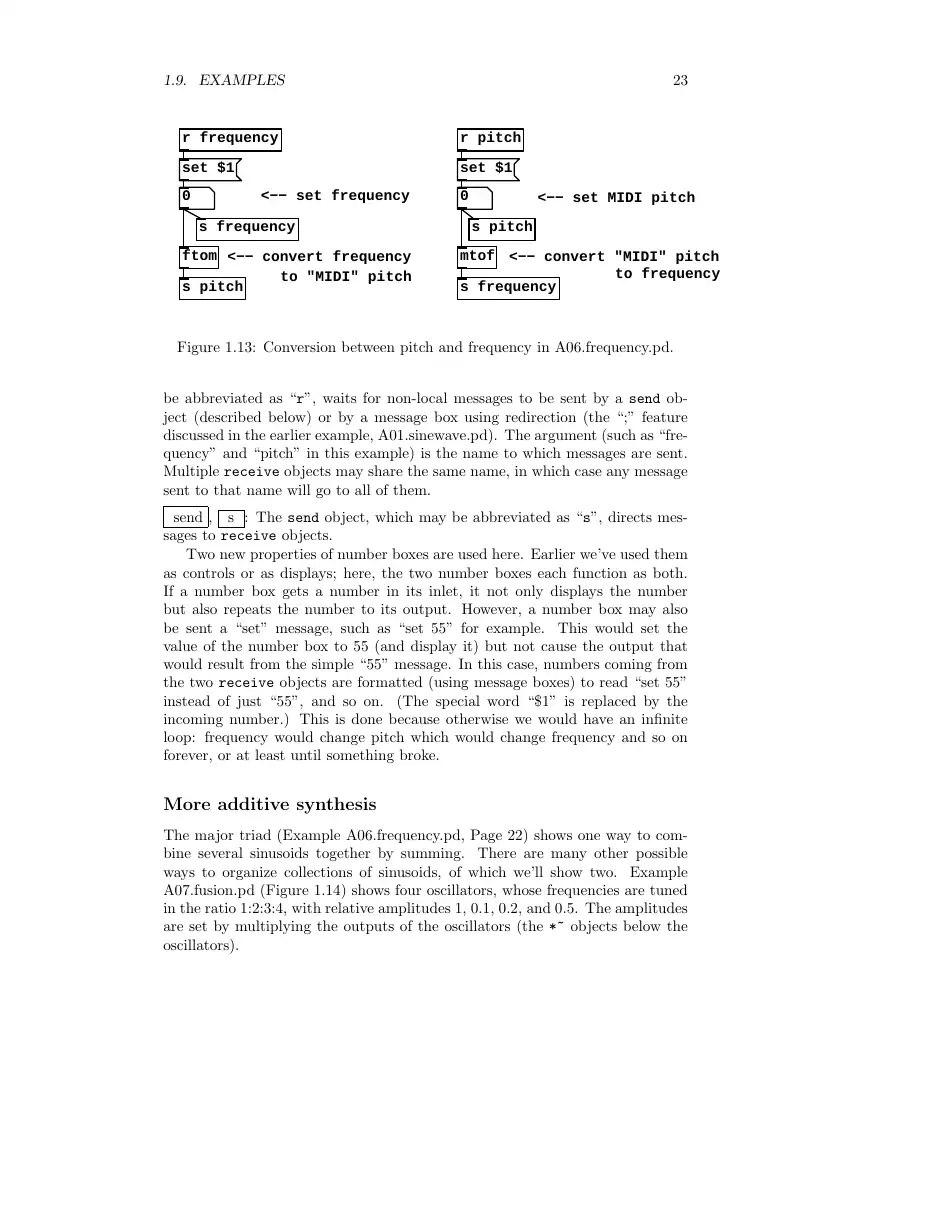 1.9. EXAMPLES 23
r frequency
set $1
0 <−− set frequency
s frequency
ftom <−− convert frequency
to "MIDI" pitch
s pitch
r pitch
set $1
0 <−− set MIDI pitch
s pitch
mtof <−− convert "MIDI" pitch
to frequency
s frequency
Figure 1.13: Conversion between pitch and frequency in A06.frequency.pd.
be abbreviated as “r”, waits for non-local messages to be sent by a send ob-
ject (described below) or by a message box using redirection (the “;” feature
discussed in the earlier example, A01.sinewave.pd). The argument (such as “fre-
quency” and “pitch” in this example) is the name to which messages are sent.
Multiple receive objects may share the same name, in which case any message
sent to that name will go to all of them.
send , s : The send object, which may be abbreviated as “s”, directs mes-
sages to receive objects.
Two new properties of number boxes are used here. Earlier we’ve used them
as controls or as displays; here, the two number boxes each function as both.
If a number box gets a number in its inlet, it not only displays the number
but also repeats the number to its output. However, a number box may also
be sent a “set” message, such as “set 55” for example. This would set the
value of the number box to 55 (and display it) but not cause the output that
would result from the simple “55” message. In this case, numbers coming from
the two receive objects are formatted (using message boxes) to read “set 55”
instead of just “55”, and so on. (The special word “$1” is replaced by the
incoming number.) This is done because otherwise we would have an infinite
loop: frequency would change pitch which would change frequency and so on
forever, or at least until something broke.
More additive synthesis
The major triad (Example A06.frequency.pd, Page 22) shows one way to com-
bine several sinusoids together by summing. There are many other possible
ways to organize collections of sinusoids, of which we’ll show two. Example
A07.fusion.pd (Figure 1.14) shows four oscillators, whose frequencies are tuned
in the ratio 1:2:3:4, with relative amplitudes 1, 0.1, 0.2, and 0.5. The amplitudes
are set by multiplying the outputs of the oscillators (the *~ objects below the
oscillators).